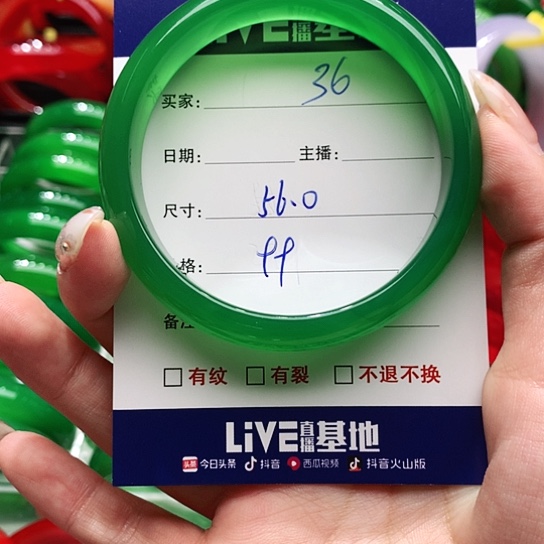 LIVE直播基
买家: 36
日期: 主播:
尺寸: 56.0
格: 99
备注
□有纹 □有裂 □不退不换
LIVE直播基地
头条 今日头条 抖音 西瓜视频 抖音火山版